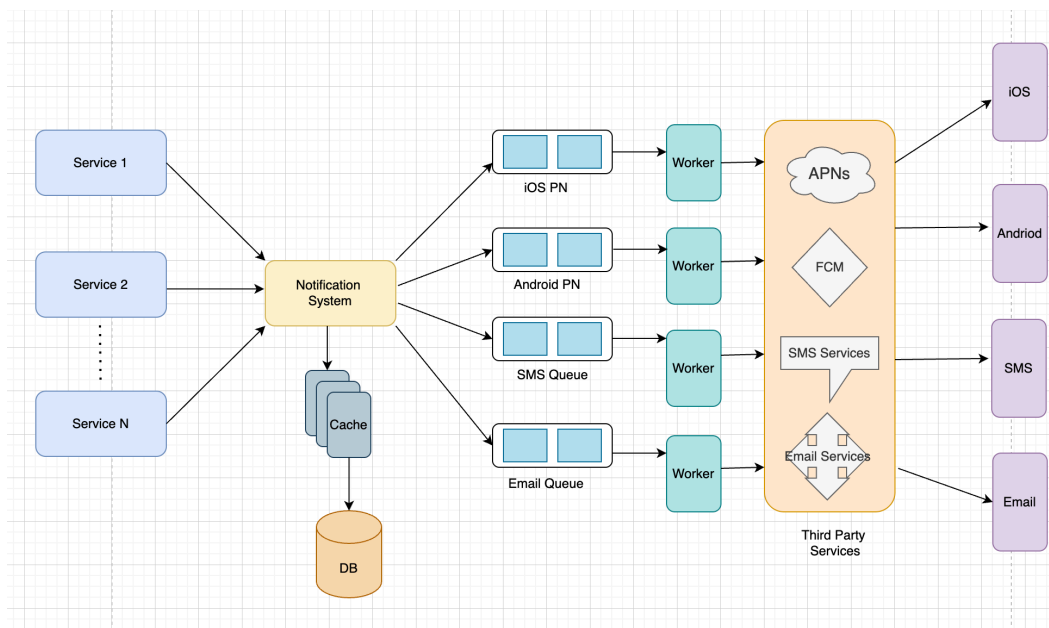 Service 1
Service 2
Service N
Notification
System
Cache
DB
iOS PN
Android PN
SMS Queue
Email Queue
Worker
Worker
Worker
Worker
APNs
FCM
SMS Services
Email Services
Third Party
Services
iOS
Andriod
SMS
Email